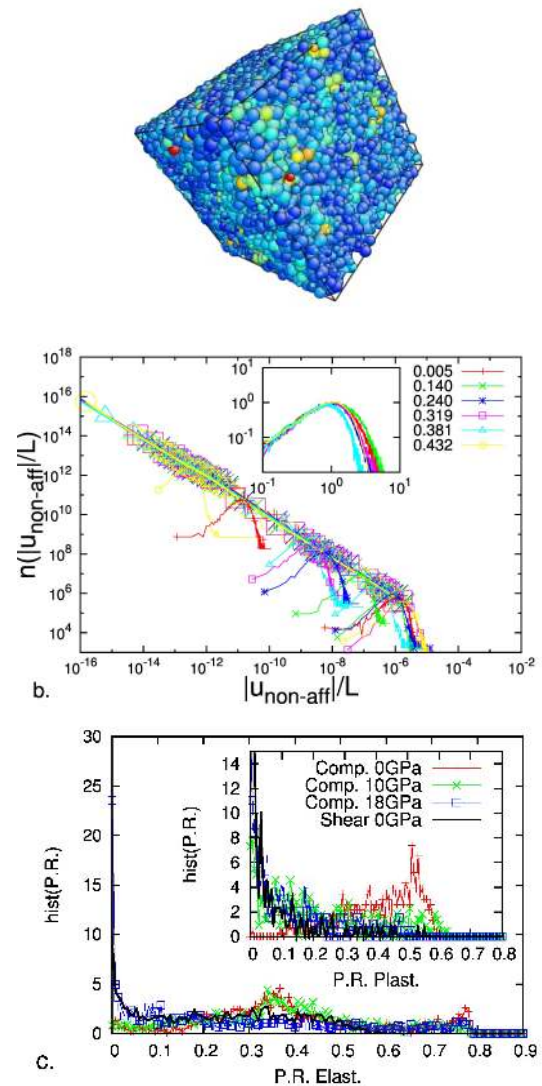 10^18
10^16
10^14
10^12
10^10
10^8
10^6
10^4
n(|u_non-aff|/L)
10^0
10^-1
10^-1 10^0 10^1
0.005
0.140
0.240
0.319
0.381
0.432
10^-16 10^-14 10^-12 10^-10 10^-8 10^-6 10^-4 10^-2
|u_non-aff|/L
b.
30
25
20
15
10
5
0
hist(P.R.)
14
12
10
8
6
4
2
0
hist(P.R.)
Comp. 0GPa
Comp. 10GPa
Comp. 18GPa
Shear 0GPa
0 0.1 0.2 0.3 0.4 0.5 0.6 0.7 0.8
P.R. Plast.
0 0.1 0.2 0.3 0.4 0.5 0.6 0.7 0.8 0.9
P.R. Elast.
c.